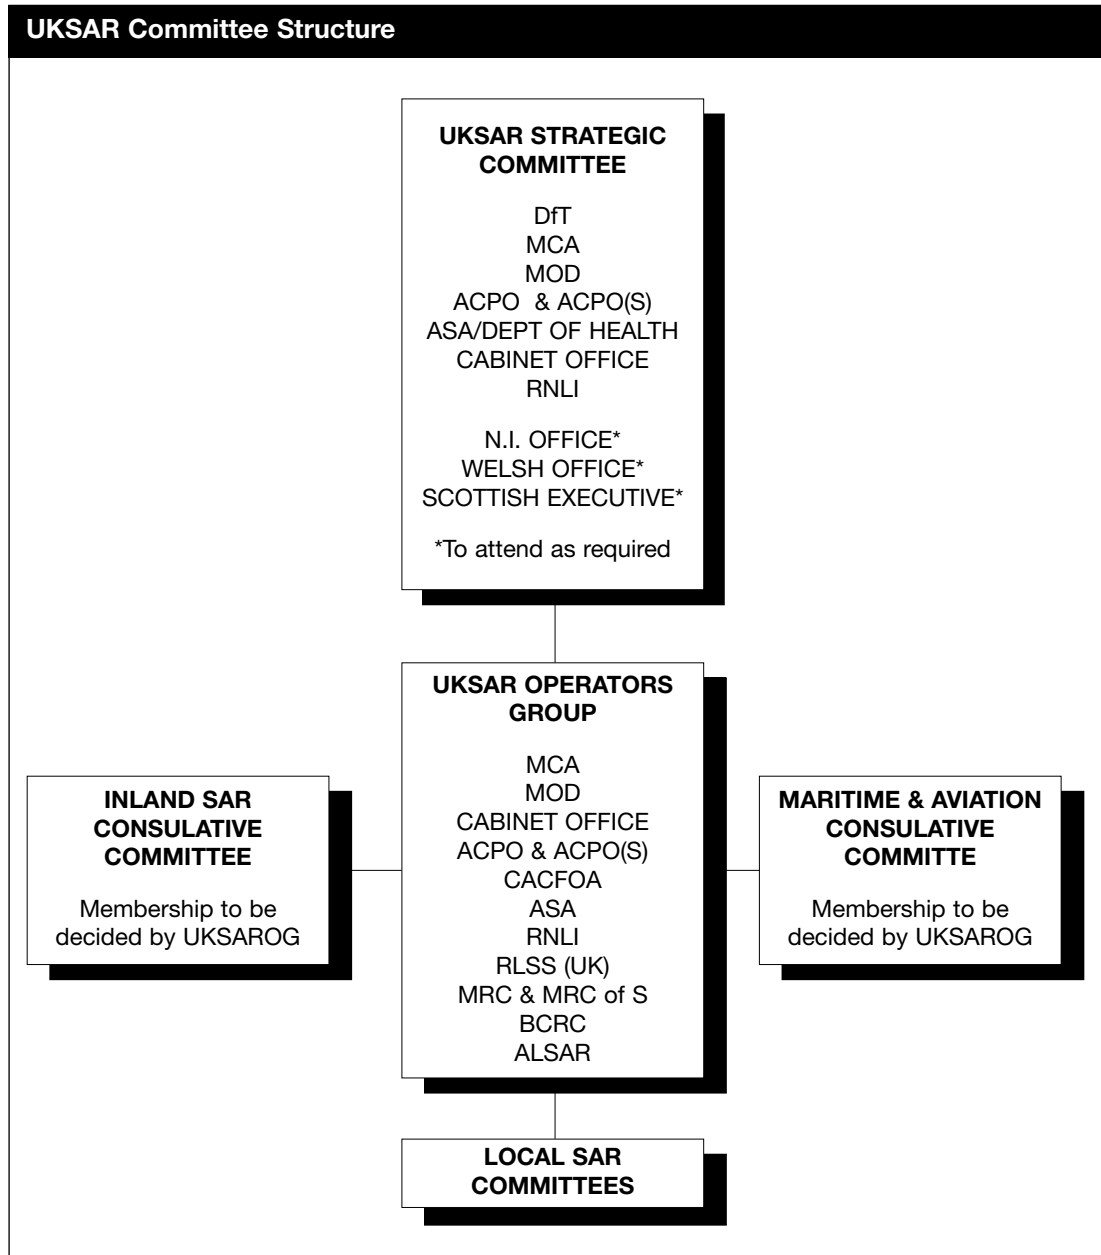 UKSAR Committee Structure
UKSAR STRATEGIC
COMMITTEE
DfT
MCA
MOD
ACPO & ACPO(S)
ASA/DEPT OF HEALTH
CABINET OFFICE
RNLI
N.I. OFFICE*
WELSH OFFICE*
SCOTTISH EXECUTIVE*
*To attend as required
UKSAR OPERATORS
GROUP
MCA
MOD
CABINET OFFICE
ACPO & ACPO(S)
CACFOA
ASA
RNLI
RLSS (UK)
MRC & MRC of S
BCRC
ALSAR
INLAND SAR
CONSULATIVE
COMMITTEE
Membership to be
decided by UKSAROG
MARITIME & AVIATION
CONSULATIVE
COMMITTE
Membership to be
decided by UKSAROG
LOCAL SAR
COMMITTEES